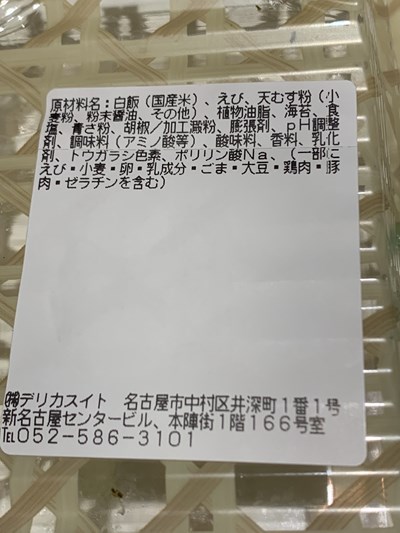 原材料名：白飯（国産米）、えび、天むす粉（小
麦粉、粉末醤油、その他）、植物油脂、海苔、食
塩、青さ粉、胡椒／加工澱粉、膨張剤、ｐＨ調整
剤、調味料（アミノ酸等）、酸味料、香料、乳化
剤、トウガラシ色素、ポリリン酸Ｎａ、（一部に
えび・小麦・卵・乳成分・ごま・大豆・鶏肉・豚
肉・ゼラチンを含む）
㈱デリカスイト　名古屋市中村区井深町１番１号
新名古屋センタービル、本陣街１階１６６号室
℡０５２−５８６−３１０１